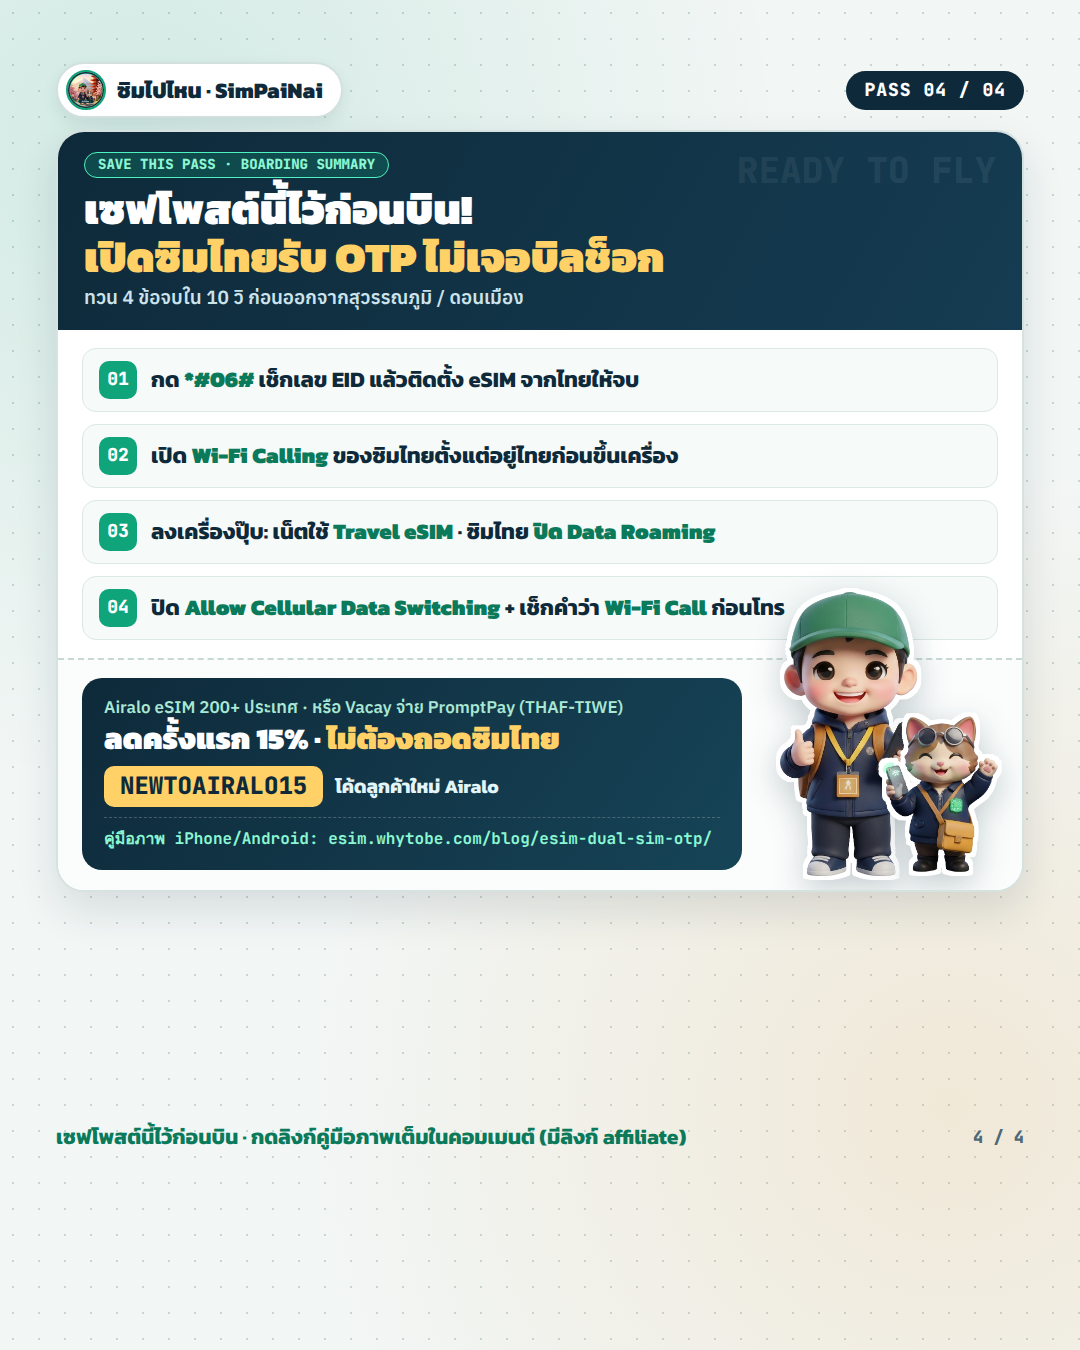 ซิมไปไหน · SimPaiNai
PASS 04 / 04
SAVE THIS PASS · BOARDING SUMMARY
READY TO FLY
เซฟโพสต์นี้ไว้ก่อนบิน!
เปิดซิมไทยรับ OTP ไม่เจอบิลช็อก
ทวน 4 ข้อจบใน 10 วิ ก่อนออกจากสุวรรณภูมิ / ดอนเมือง
01 กด *#06# เช็กเลข EID แล้วติดตั้ง eSIM จากไทยให้จบ
02 เปิด Wi-Fi Calling ของซิมไทยตั้งแต่อยู่ไทยก่อนขึ้นเครื่อง
03 ลงเครื่องปุ๊บ: เน็ตใช้ Travel eSIM · ซิมไทย ปิด Data Roaming
04 ปิด Allow Cellular Data Switching + เช็กคำว่า Wi-Fi Call ก่อนโทร
Airalo eSIM 200+ ประเทศ · หรือ Vacay จ่าย PromptPay (THAF-TIWE)
ลดครั้งแรก 15% · ไม่ต้องถอดซิมไทย
NEWTOAIRALO15 โค้ดลูกค้าใหม่ Airalo
คู่มือภาพ iPhone/Android: esim.whytobe.com/blog/esim-dual-sim-otp/
เซฟโพสต์นี้ไว้ก่อนบิน · กดลิงก์คู่มือภาพเต็มในคอมเมนต์ (มีลิงก์ affiliate)
4 / 4